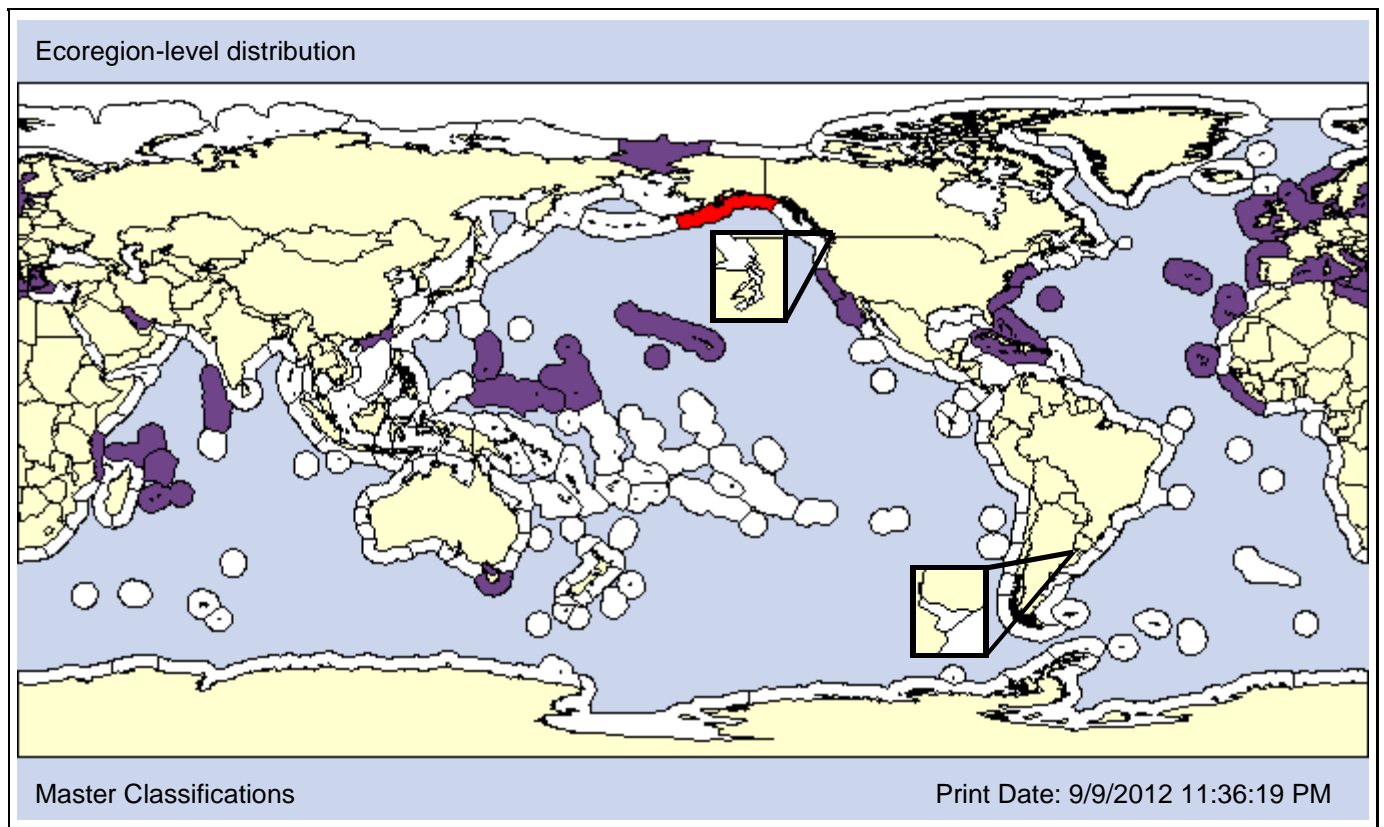 Ecoregion-level distribution
Master Classifications
Print Date: 9/9/2012 11:36:19 PM